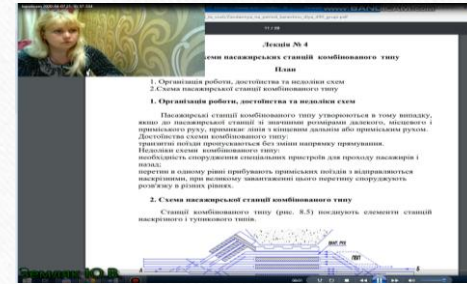 Лекція № 4
хеми пасажирських станцій комбінованого типу
План
1. Організація роботи, достоїнства та недоліки схем
2.Схема пасажирської станції комбінованого типу
1. Організація роботи, достоїнства та недоліки схем
Пасажирські станції комбінованого типу утворюються в тому випадку,
якщо до пасажирської станції зі значними розмірами далекого, місцевого і
приміського руху, примикає лінія з кінцевим дальнім або приміським рухом.
Достоїнства схеми комбінованого типу:
транзитні поїзди пропускаються без зміни напрямку прямування.
Недоліки схеми комбінованого типу:
необхідність спорудження спеціальних пристроїв для проходу пасажирів і
назад;
перетин в одному рівні прибувають приміських поїздів з відправляються
наскрізними, при великому завантаженні цього перетину споруджують
розв'язку в різних рівнях.
2. Схема пасажирської станції комбінованого типу
Станції комбінованого типу (рис. 8.5) поєднують елементи станцій
наскрізного і тупикового типів.
Земляк Ю.В.